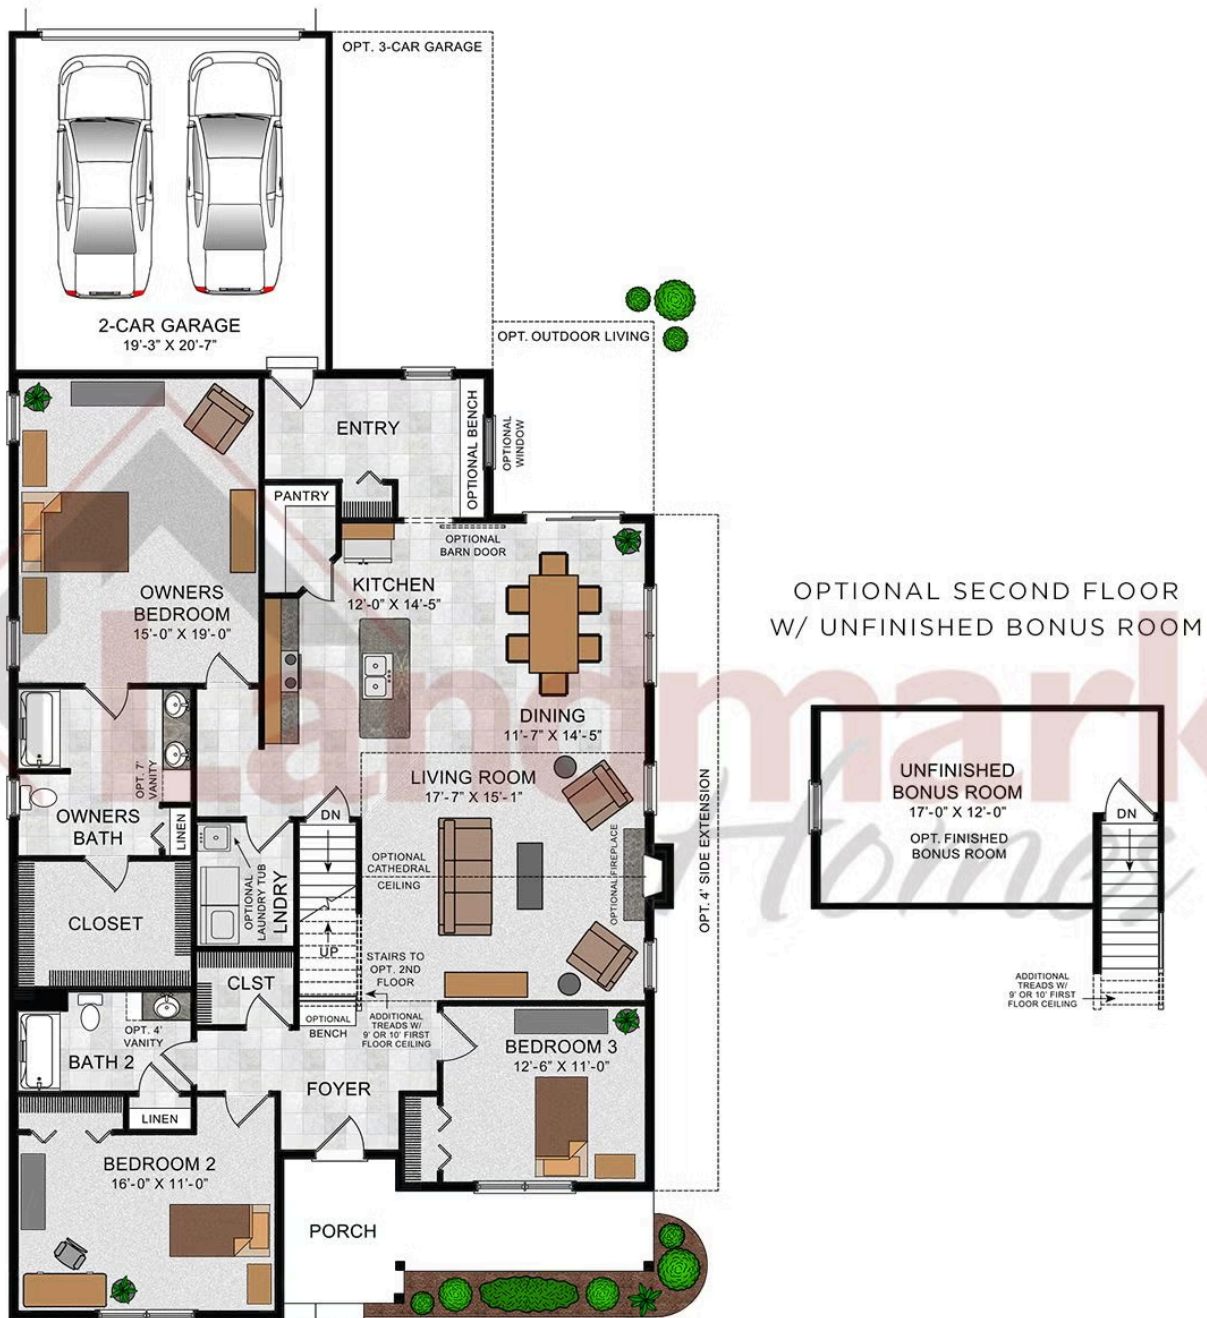 OPT. 3-CAR GARAGE
2-CAR GARAGE
19'-3" X 20'-7"
OPT. OUTDOOR LIVING
ENTRY
OPTIONAL BENCH
OPTIONAL
WINDOW
PANTRY
OPTIONAL
BARN DOOR
KITCHEN
12'-0" X 14'-5"
OWNERS
BEDROOM
15'-0" X 19'-0"
DINING
11'-7" X 14'-5"
OPT. 7'
VANITY
OWNERS
BATH
LINEN
LIVING ROOM
17'-7" X 15'-1"
OPTIONAL
CATHEDRAL
CEILING
OPTIONAL FIREPLACE
OPT. 4' SIDE EXTENSION
DN
UP
OPTIONAL
LAUNDRY TUB
LNDRY
CLOSET
STAIRS TO
OPT. 2ND
FLOOR
CLST
OPTIONAL
BENCH
ADDITIONAL
TREADS W/
9' OR 10' FIRST
FLOOR CEILING
OPT. 4'
VANITY
BATH 2
LINEN
FOYER
BEDROOM 3
12'-6" X 11'-0"
BEDROOM 2
16'-0" X 11'-0"
PORCH
OPTIONAL SECOND FLOOR
W/ UNFINISHED BONUS ROOM
UNFINISHED
BONUS ROOM
17'-0" X 12'-0"
OPT. FINISHED
BONUS ROOM
DN
ADDITIONAL
TREADS W/
9' OR 10' FIRST
FLOOR CEILING
Landmark
Homes